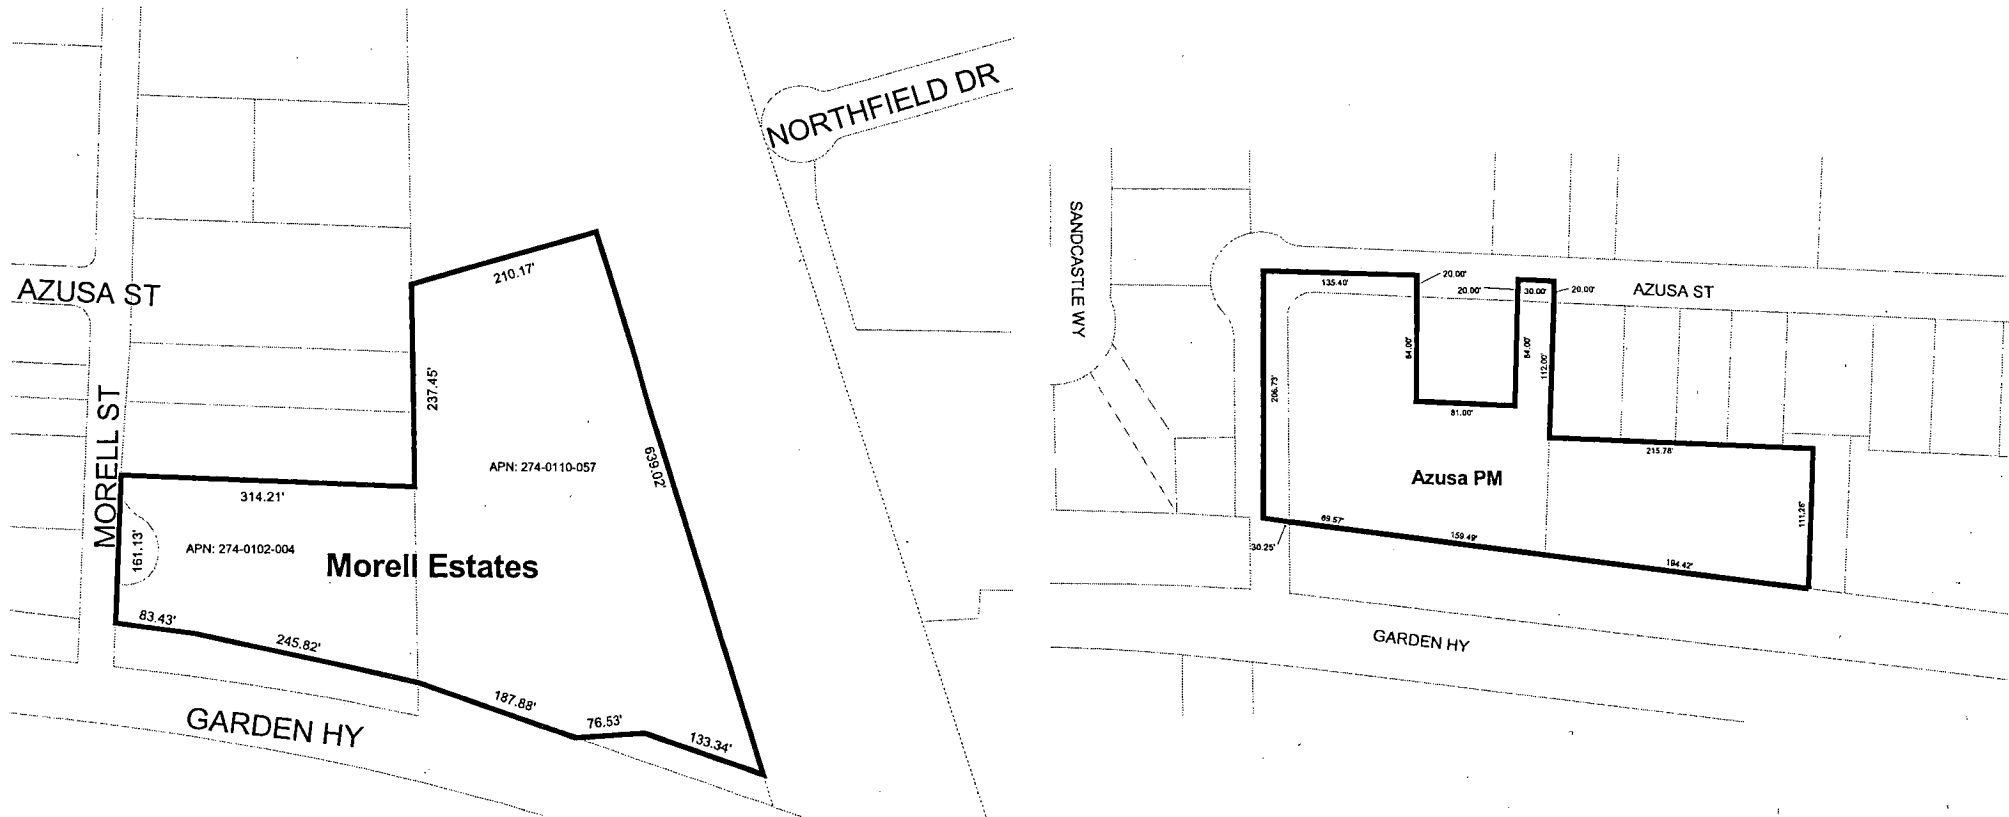 NORTHFIELD DR
AZUSA ST
MORELL ST
210.17'
237.45'
639.02'
APN: 274-0110-057
314.21'
161.13'
APN: 274-0102-004
Morell Estates
83.43'
245.82'
187.88'
76.53'
133.34'
GARDEN HY
SANDCASTLE WY
135.40'
20.00'
20.00'
30.00'
20.00'
AZUSA ST
84.00'
84.00'
112.00'
206.73'
81.00'
215.78'
Azusa PM
111.26'
69.57'
30.25'
159.49'
194.42'
GARDEN HY